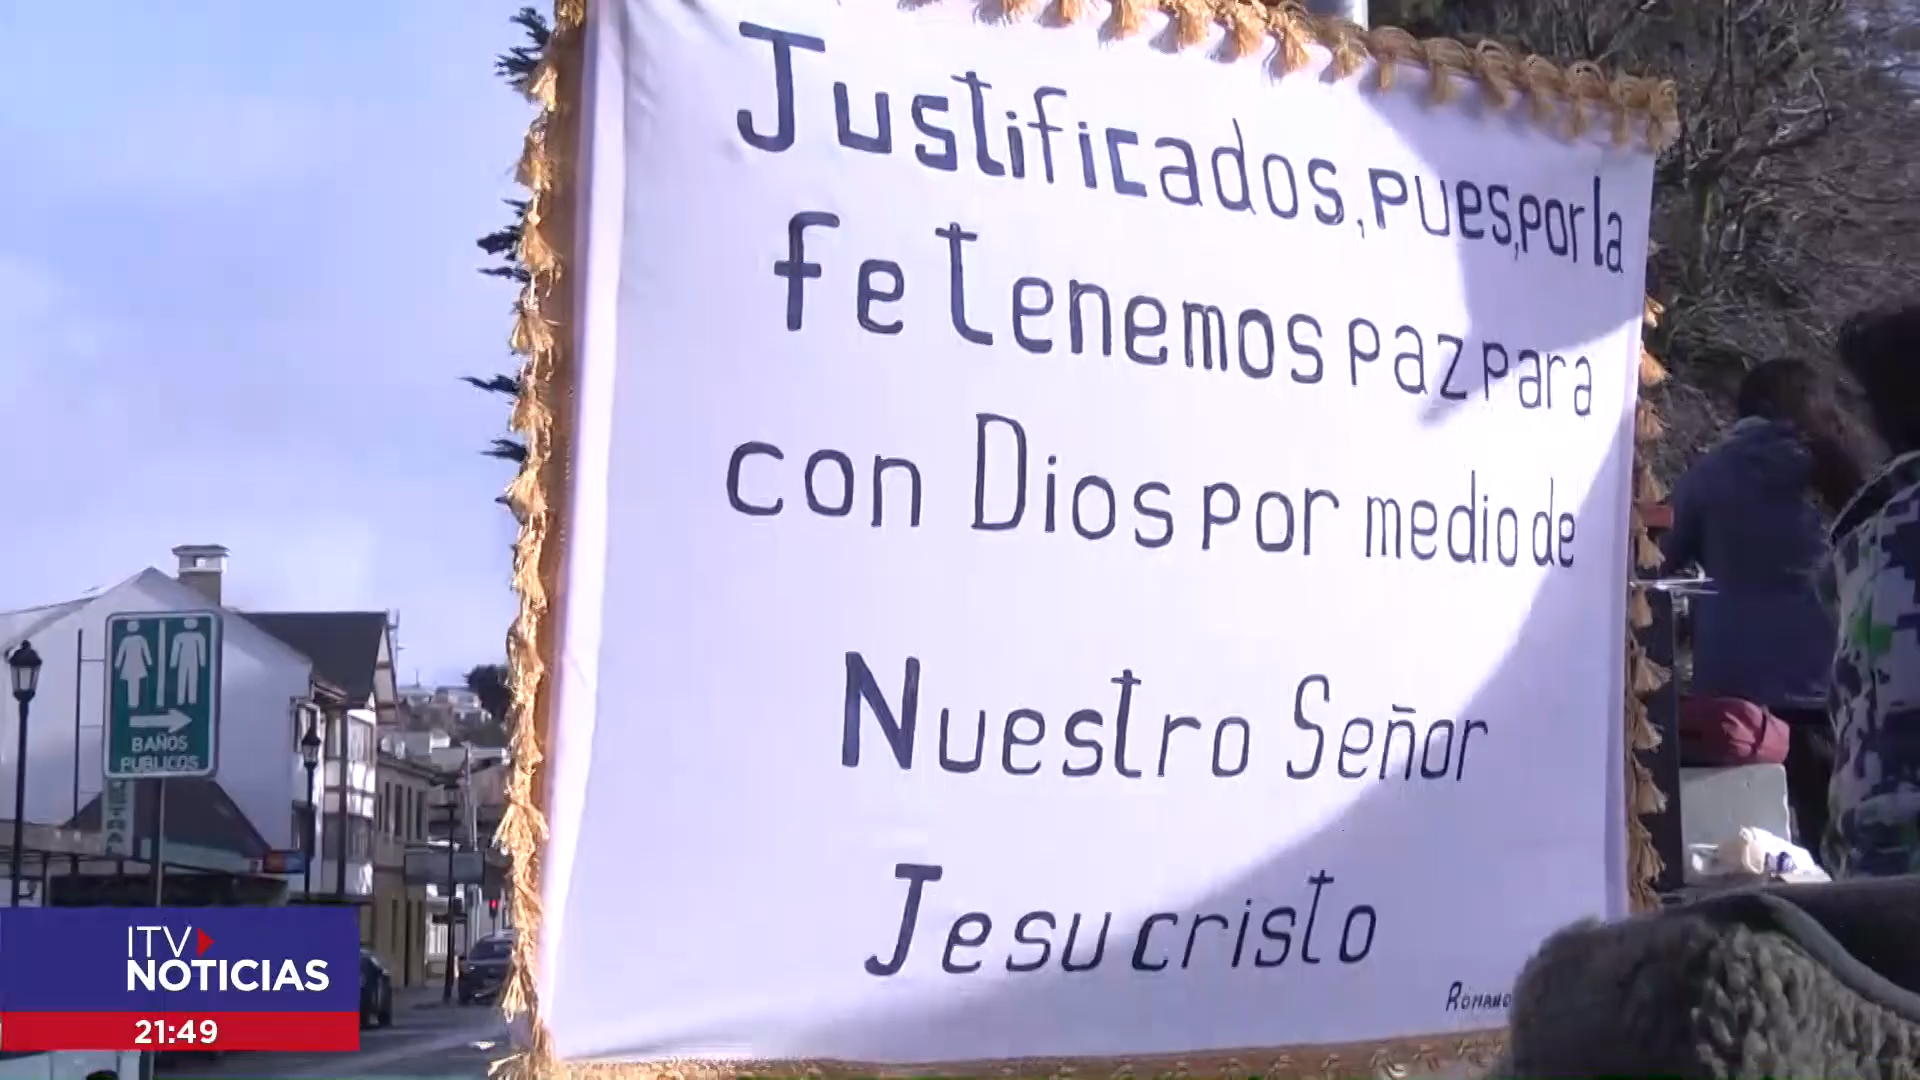 Justificados, pues, por la
fe tenemos paz para
con Dios por medio de
Nuestro Señor
Jesucristo
ROMANO
BAÑOS
PUBLICOS
ITV
NOTICIAS
21:49